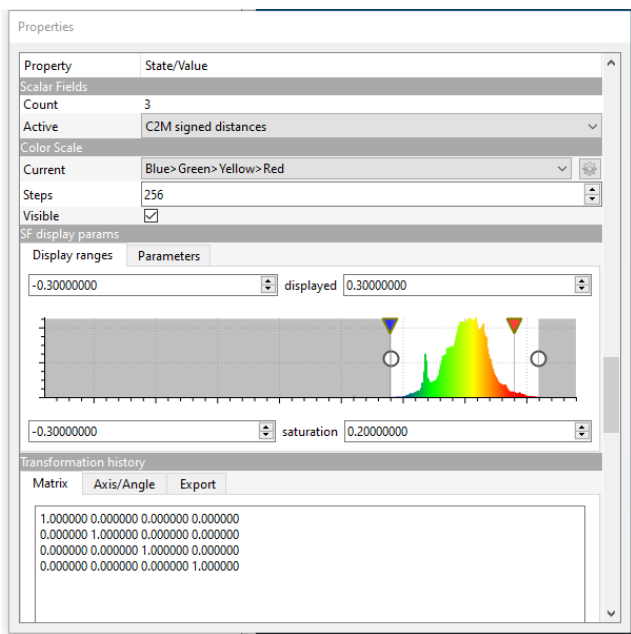 Properties
Property State/Value
Scalar Fields
Count 3
Active C2M signed distances
Color Scale
Current Blue>Green>Yellow>Red
Steps 256
Visible
SF display params
Display ranges Parameters
-0.30000000 displayed 0.30000000
-0.30000000 saturation 0.20000000
Transformation history
Matrix Axis/Angle Export
1.000000 0.000000 0.000000 0.000000
0.000000 1.000000 0.000000 0.000000
0.000000 0.000000 1.000000 0.000000
0.000000 0.000000 0.000000 1.000000